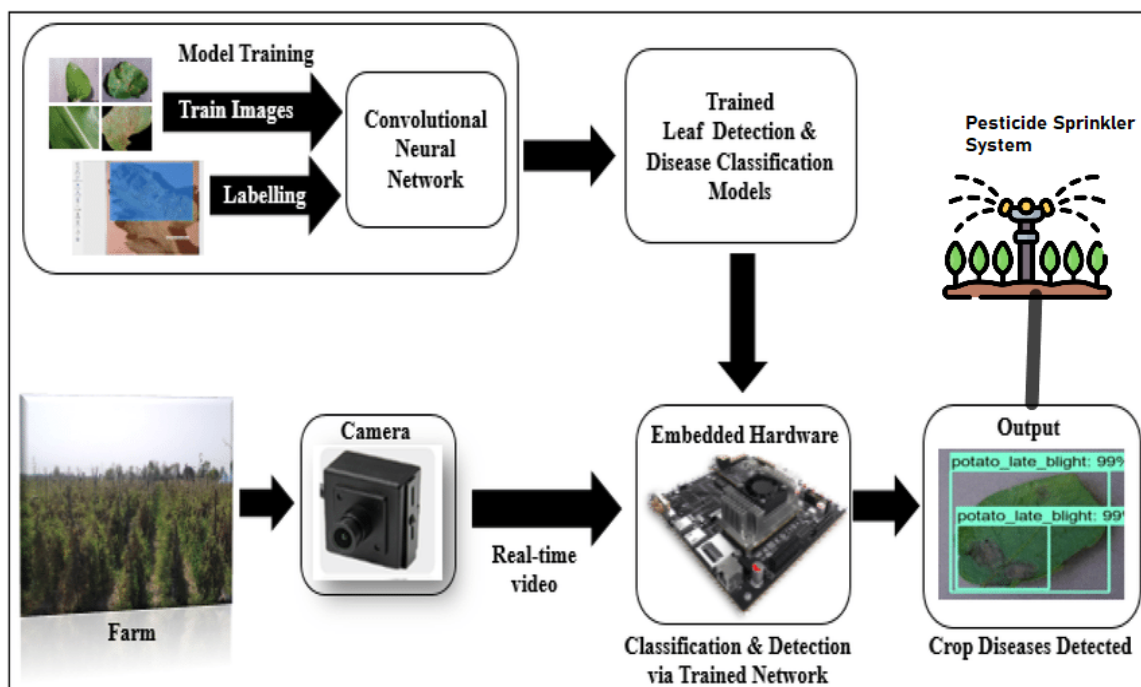 Model Training
Train Images
Labelling
Convolutional
Neural
Network
Trained
Leaf Detection &
Disease Classification
Models
Pesticide Sprinkler
System
Farm
Camera
Real-time
video
Embedded Hardware
Classification & Detection
via Trained Network
Output
potato_late_blight: 99%
potato_late_blight: 99%
Crop Diseases Detected